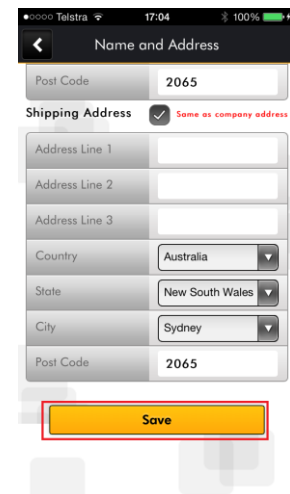 Telstra 17:04 100%
Name and Address
Post Code 2065
Shipping Address Same as company address
Address Line 1
Address Line 2
Address Line 3
Country Australia
State New South Wales
City Sydney
Post Code 2065
Save